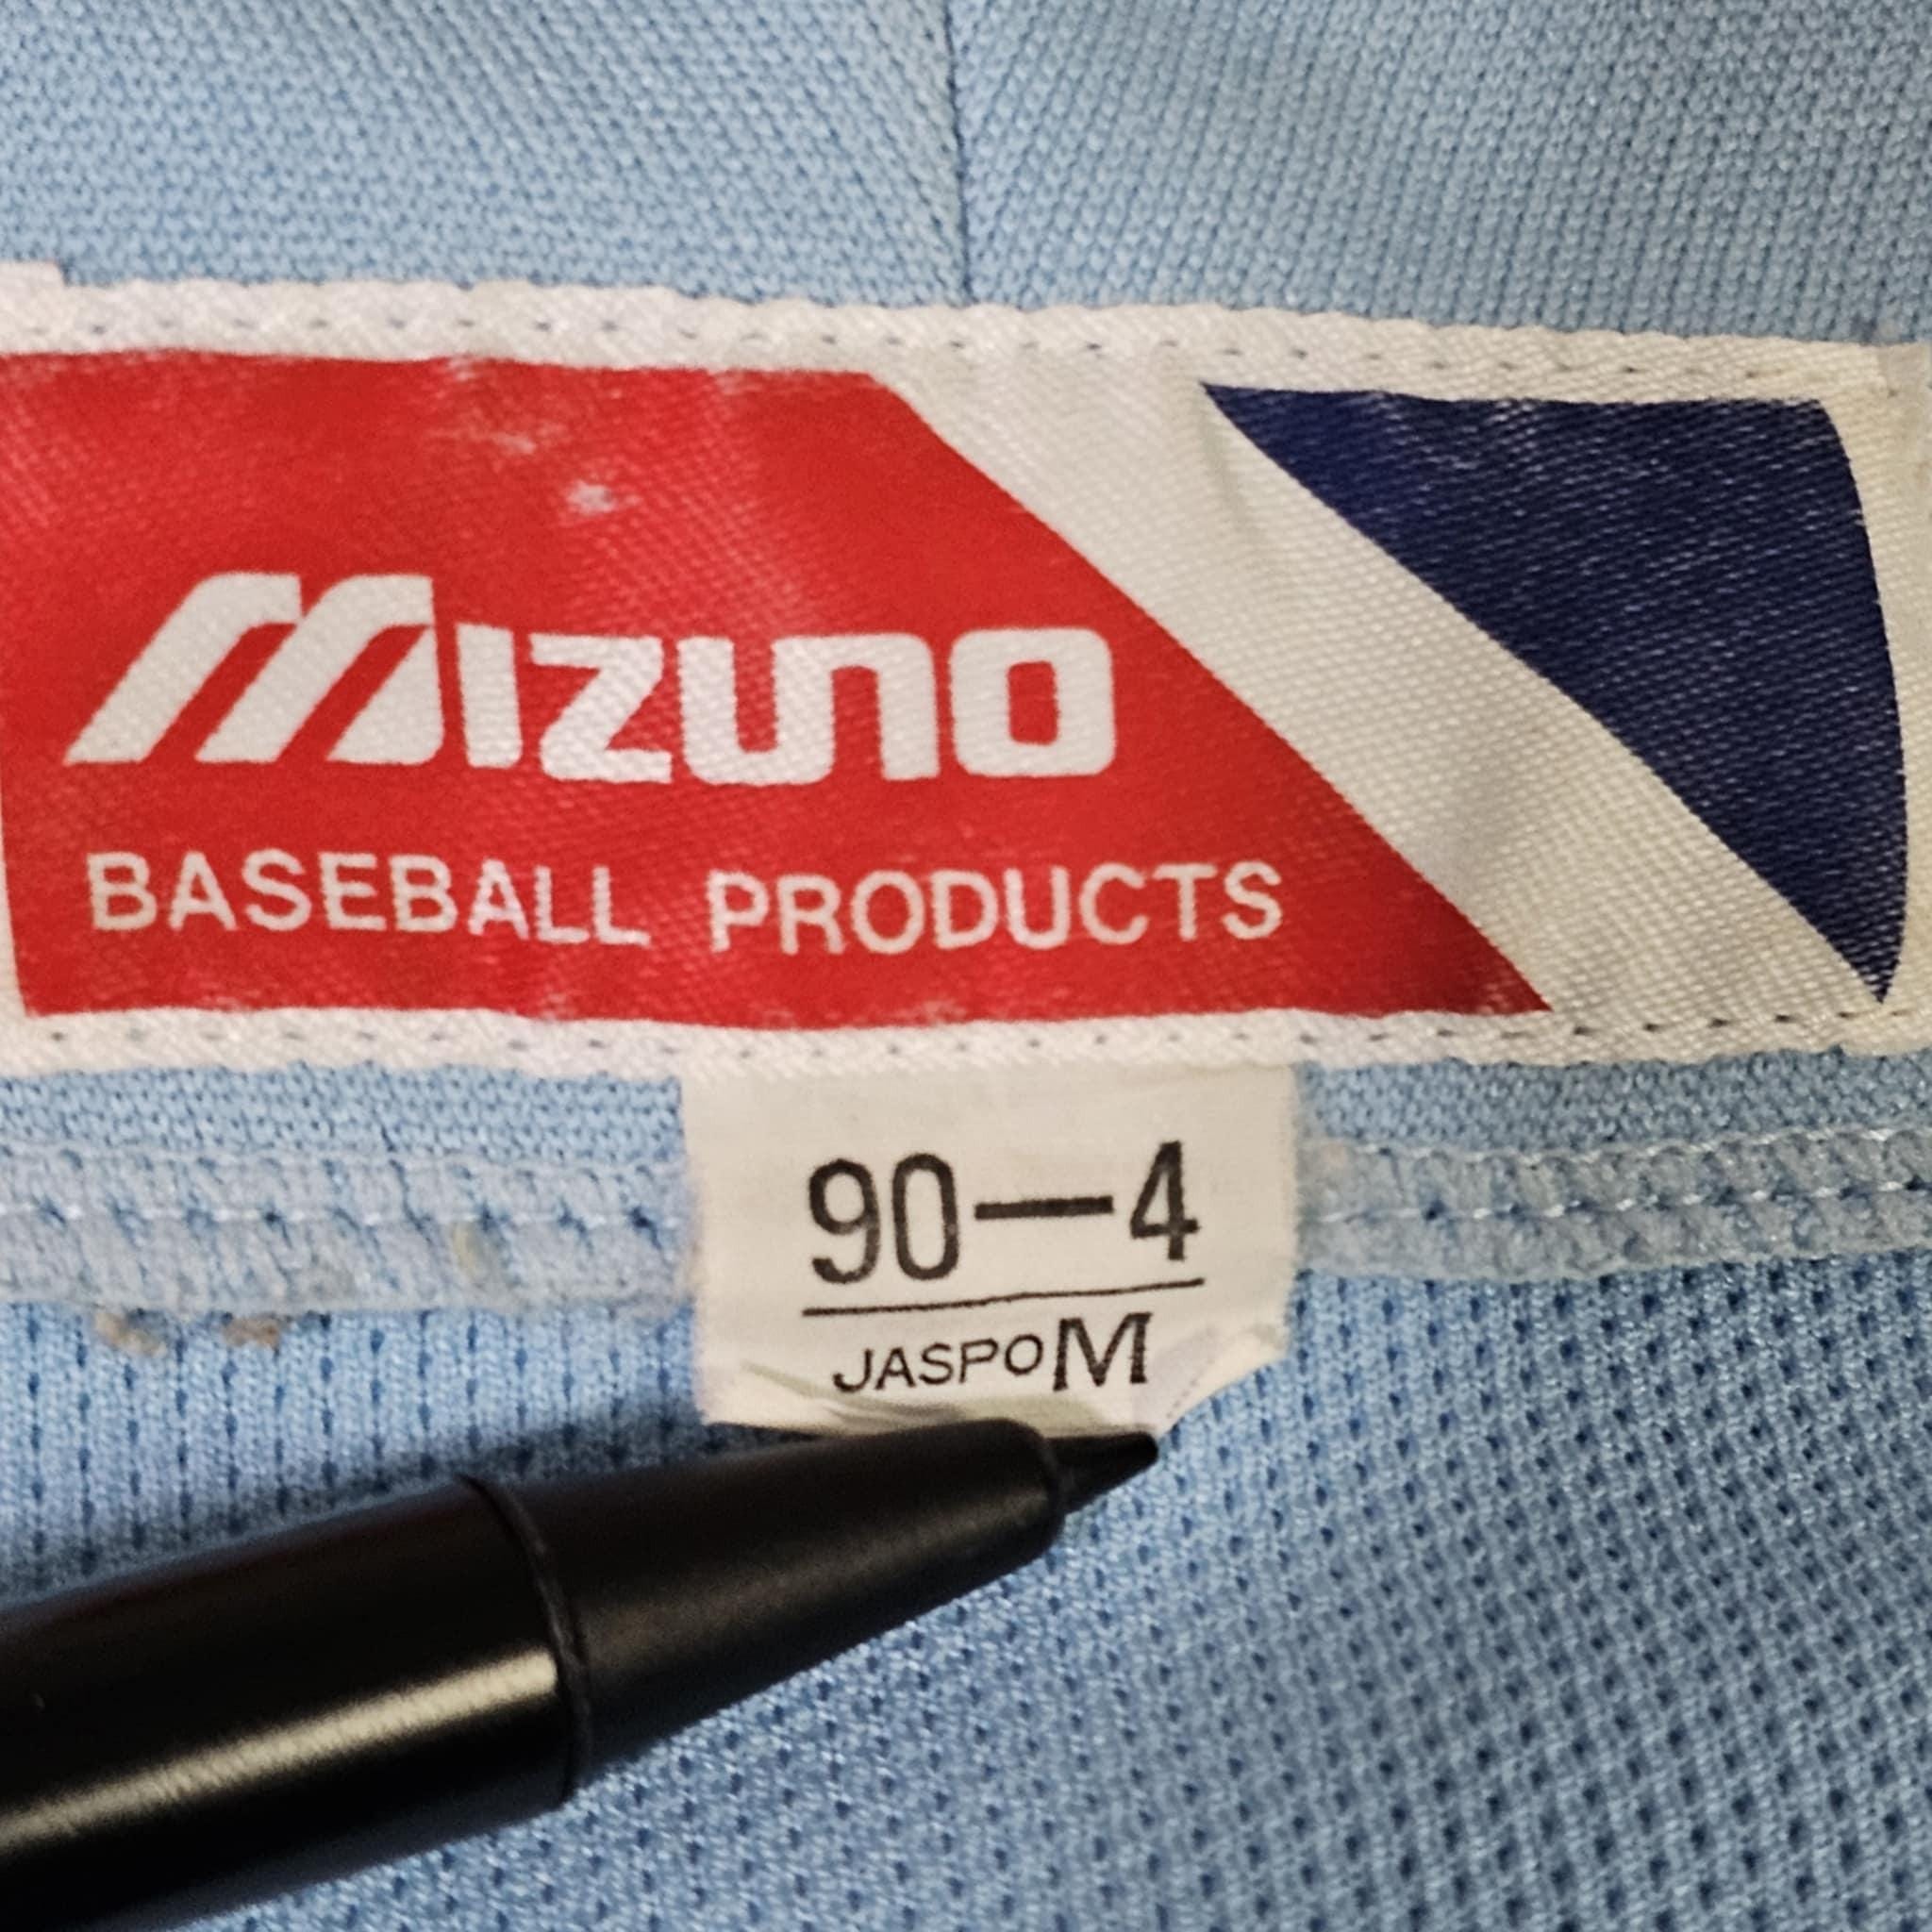 MIZUNO
BASEBALL PRODUCTS
90—4
JASPO M